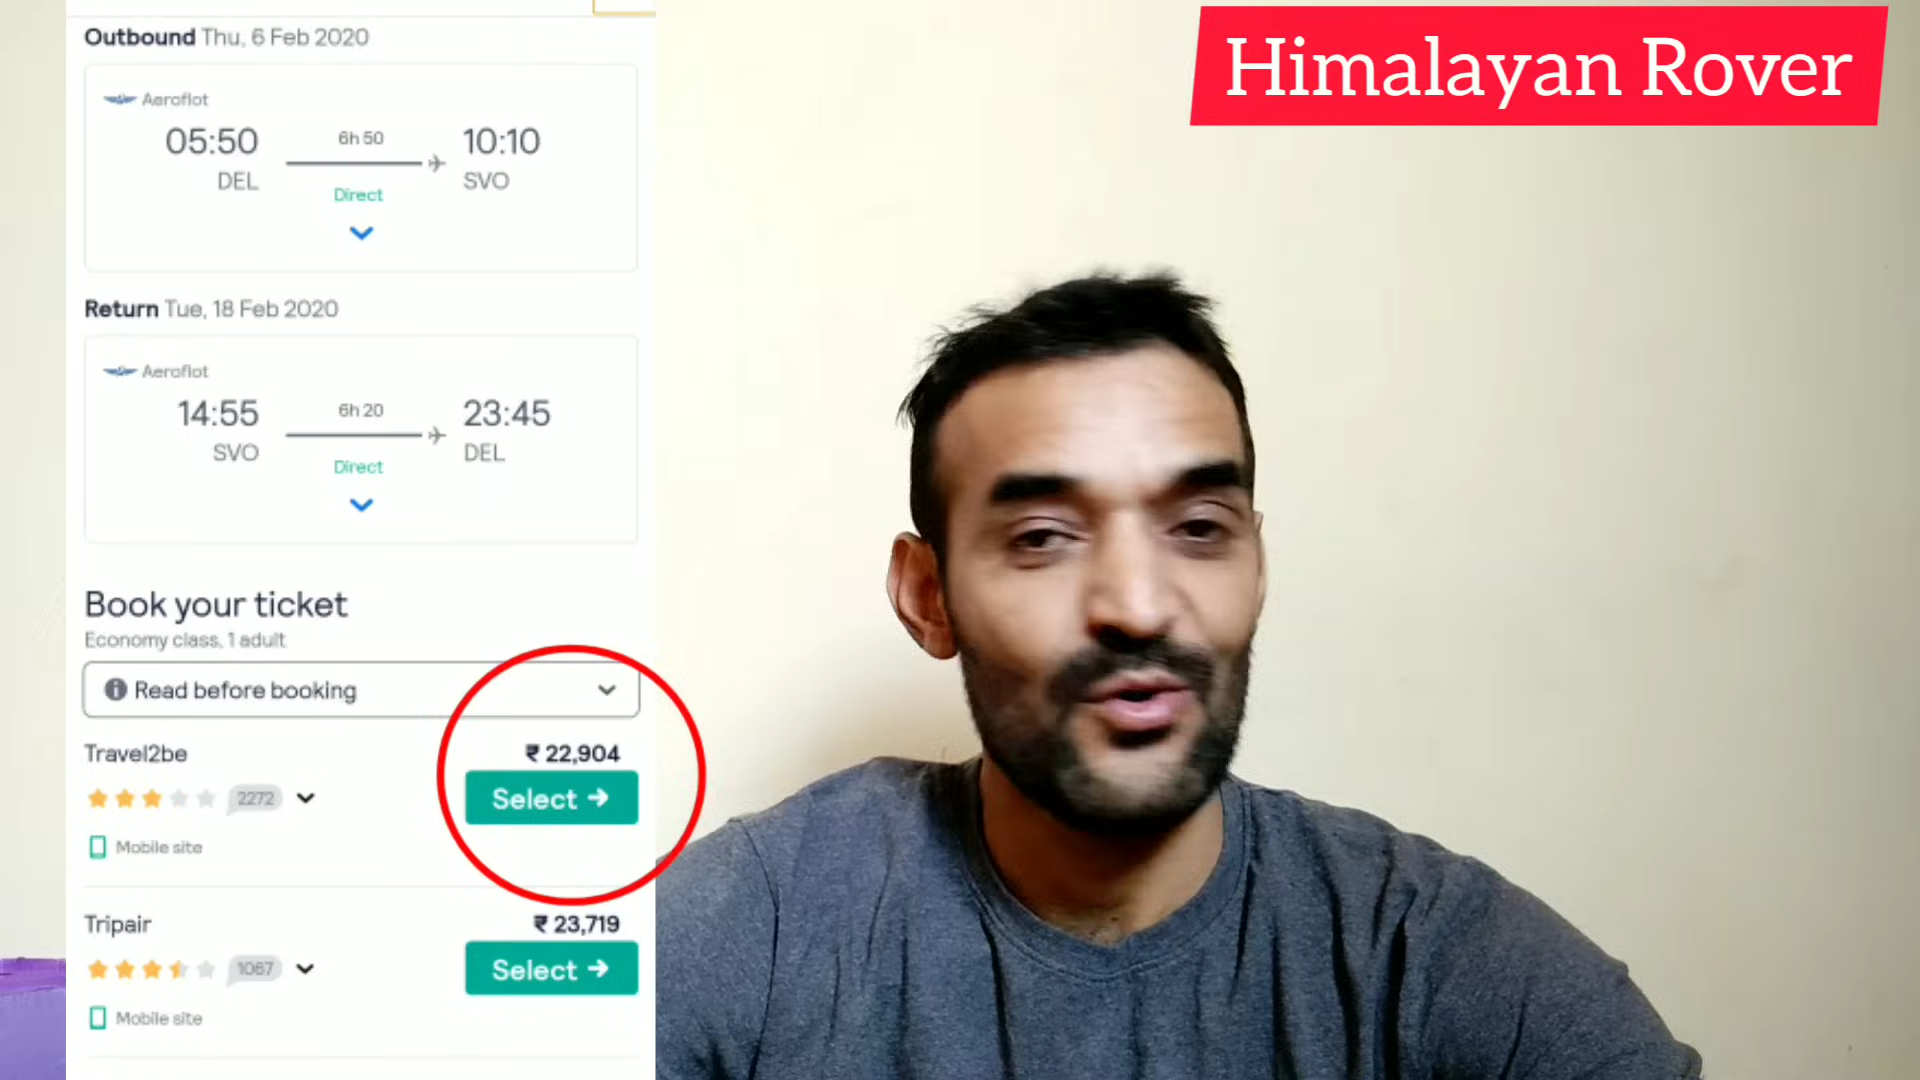 Himalayan Rover
Outbound Thu, 6 Feb 2020
Aeroflot
05:50 6h 50 10:10
DEL SVO
Direct
Return Tue, 18 Feb 2020
Aeroflot
14:55 6h 20 23:45
SVO DEL
Direct
Book your ticket
Economy class, 1 adult
Read before booking
Travel2be ₹ 22,904
2272 Select →
Mobile site
Tripair ₹ 23,719
1067 Select →
Mobile site